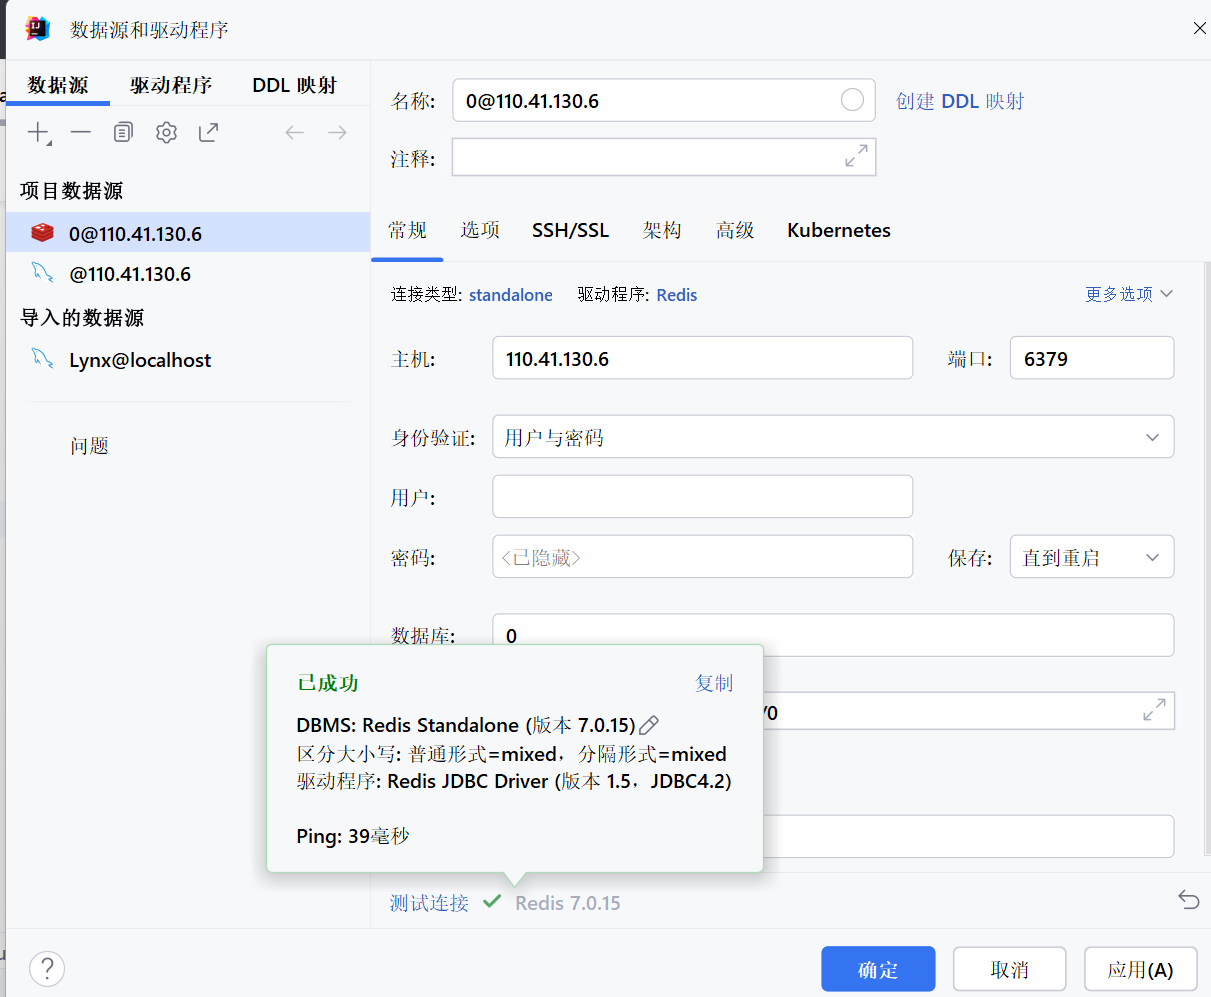 数据源和驱动程序
数据源 驱动程序 DDL 映射
项目数据源
0@110.41.130.6
@110.41.130.6
导入的数据源
Lynx@localhost
问题
名称: 0@110.41.130.6 创建 DDL 映射
注释:
常规 选项 SSH/SSL 架构 高级 Kubernetes
连接类型: standalone 驱动程序: Redis 更多选项
主机: 110.41.130.6 端口: 6379
身份验证: 用户与密码
用户:
密码: <已隐藏> 保存: 直到重启
数据库: 0
/0
已成功 复制
DBMS: Redis Standalone (版本 7.0.15)
区分大小写: 普通形式=mixed，分隔形式=mixed
驱动程序: Redis JDBC Driver (版本 1.5，JDBC4.2)
Ping: 39毫秒
测试连接 Redis 7.0.15
? 确定 取消 应用(A)